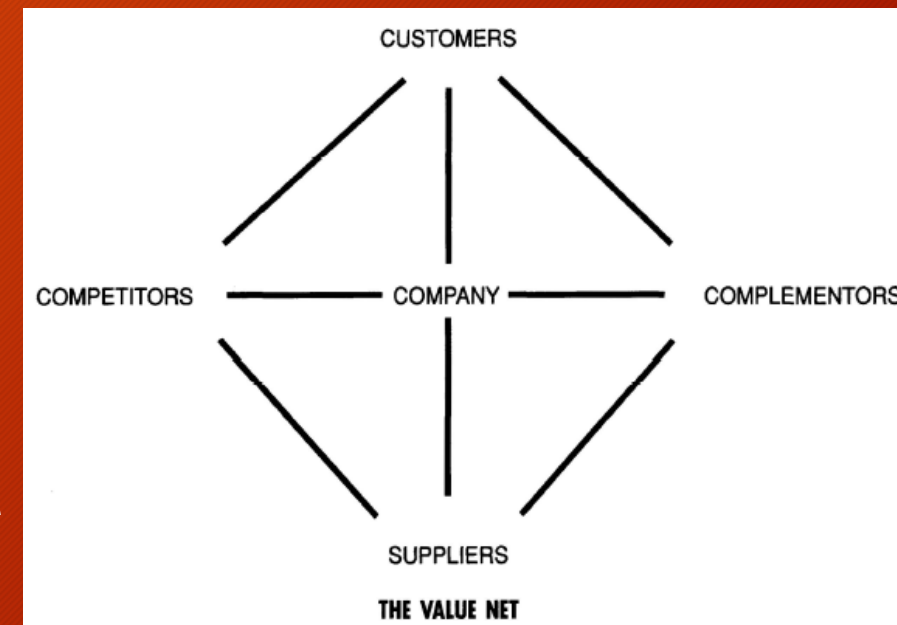 CUSTOMERS
COMPETITORS COMPANY COMPLEMENTORS
SUPPLIERS
THE VALUE NET